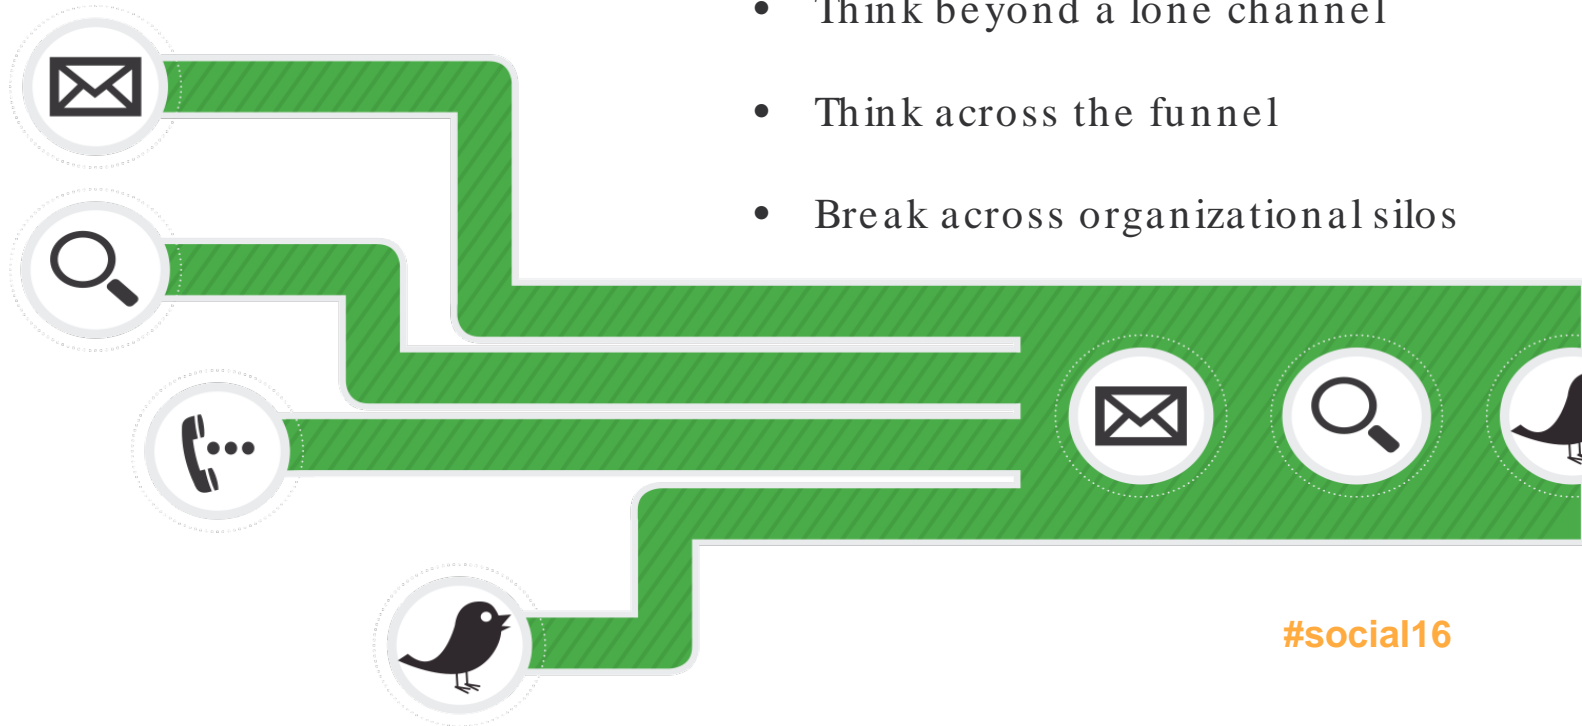 • Think beyond a lone channel
• Think across the funnel
• Break across organizational silos
#social16